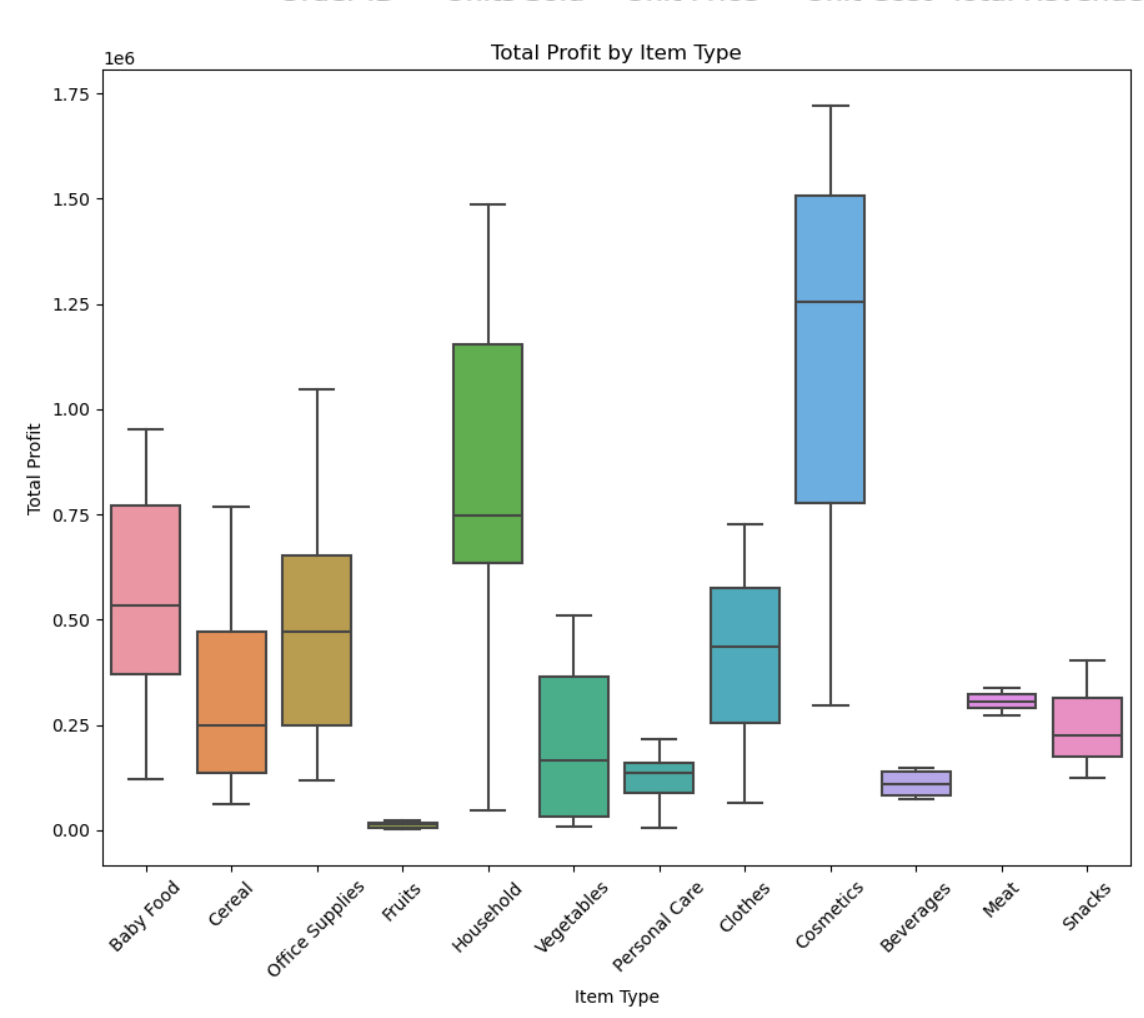 Total Profit by Item Type
1e6
1.75
1.50
1.25
1.00
0.75
0.50
0.25
0.00
Total Profit
Baby Food
Cereal
Office Supplies
Fruits
Household
Vegetables
Personal Care
Clothes
Cosmetics
Beverages
Meat
Snacks
Item Type